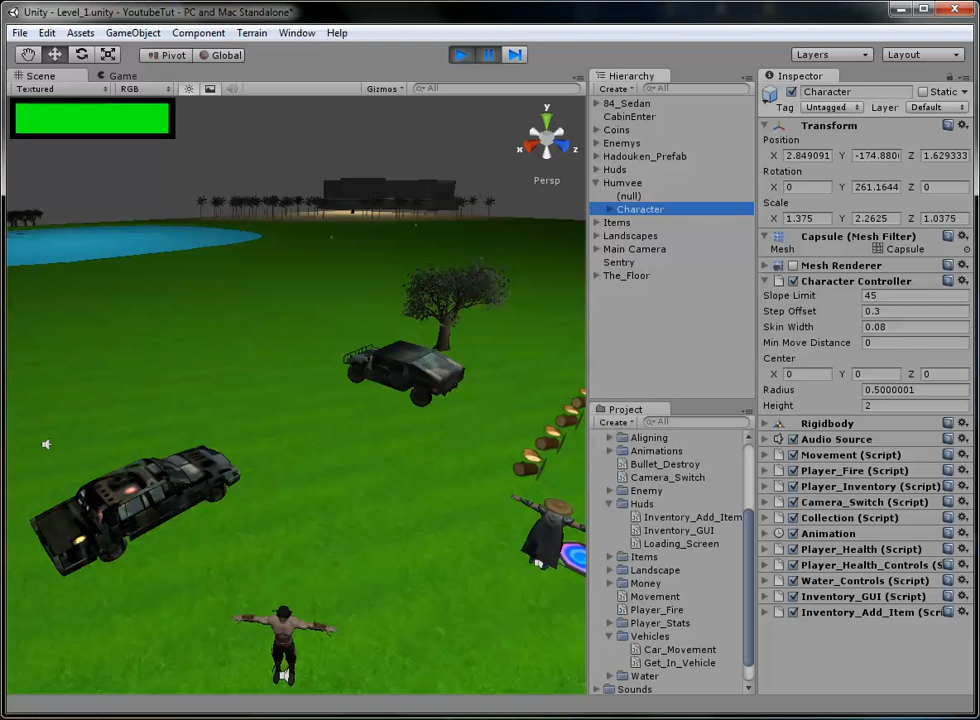 Unity - Level_1.unity - YoutubeTut - PC and Mac Standalone*
File Edit Assets GameObject Component Terrain Window Help
Pivot Global Layers Layout
Scene Game
Textured RGB Gizmos All
y
x z
Persp
Hierarchy
Create All
84_Sedan
CabinEnter
Coins
Enemys
Hadouken_Prefab
Huds
Humvee
(null)
Character
Items
Landscapes
Main Camera
Sentry
The_Floor
Project
Create All
Aligning
Animations
Bullet_Destroy
Camera_Switch
Enemy
Huds
Inventory_Add_Item
Inventory_GUI
Loading_Screen
Items
Landscape
Money
Movement
Player_Fire
Player_Stats
Vehicles
Car_Movement
Get_In_Vehicle
Water
Sounds
Inspector
Character Static
Tag Untagged Layer Default
Transform
Position
X 2.849091 Y -174.880( Z 1.629333
Rotation
X 0 Y 261.1644 Z 0
Scale
X 1.375 Y 2.2625 Z 1.0375
Capsule (Mesh Filter)
Mesh Capsule
Mesh Renderer
Character Controller
Slope Limit 45
Step Offset 0.3
Skin Width 0.08
Min Move Distance 0
Center
X 0 Y 0 Z 0
Radius 0.5000001
Height 2
Rigidbody
Audio Source
Movement (Script)
Player_Fire (Script)
Player_Inventory (Script)
Camera_Switch (Script)
Collection (Script)
Animation
Player_Health (Script)
Player_Health_Controls (S
Water_Controls (Script)
Inventory_GUI (Script)
Inventory_Add_Item (Scri